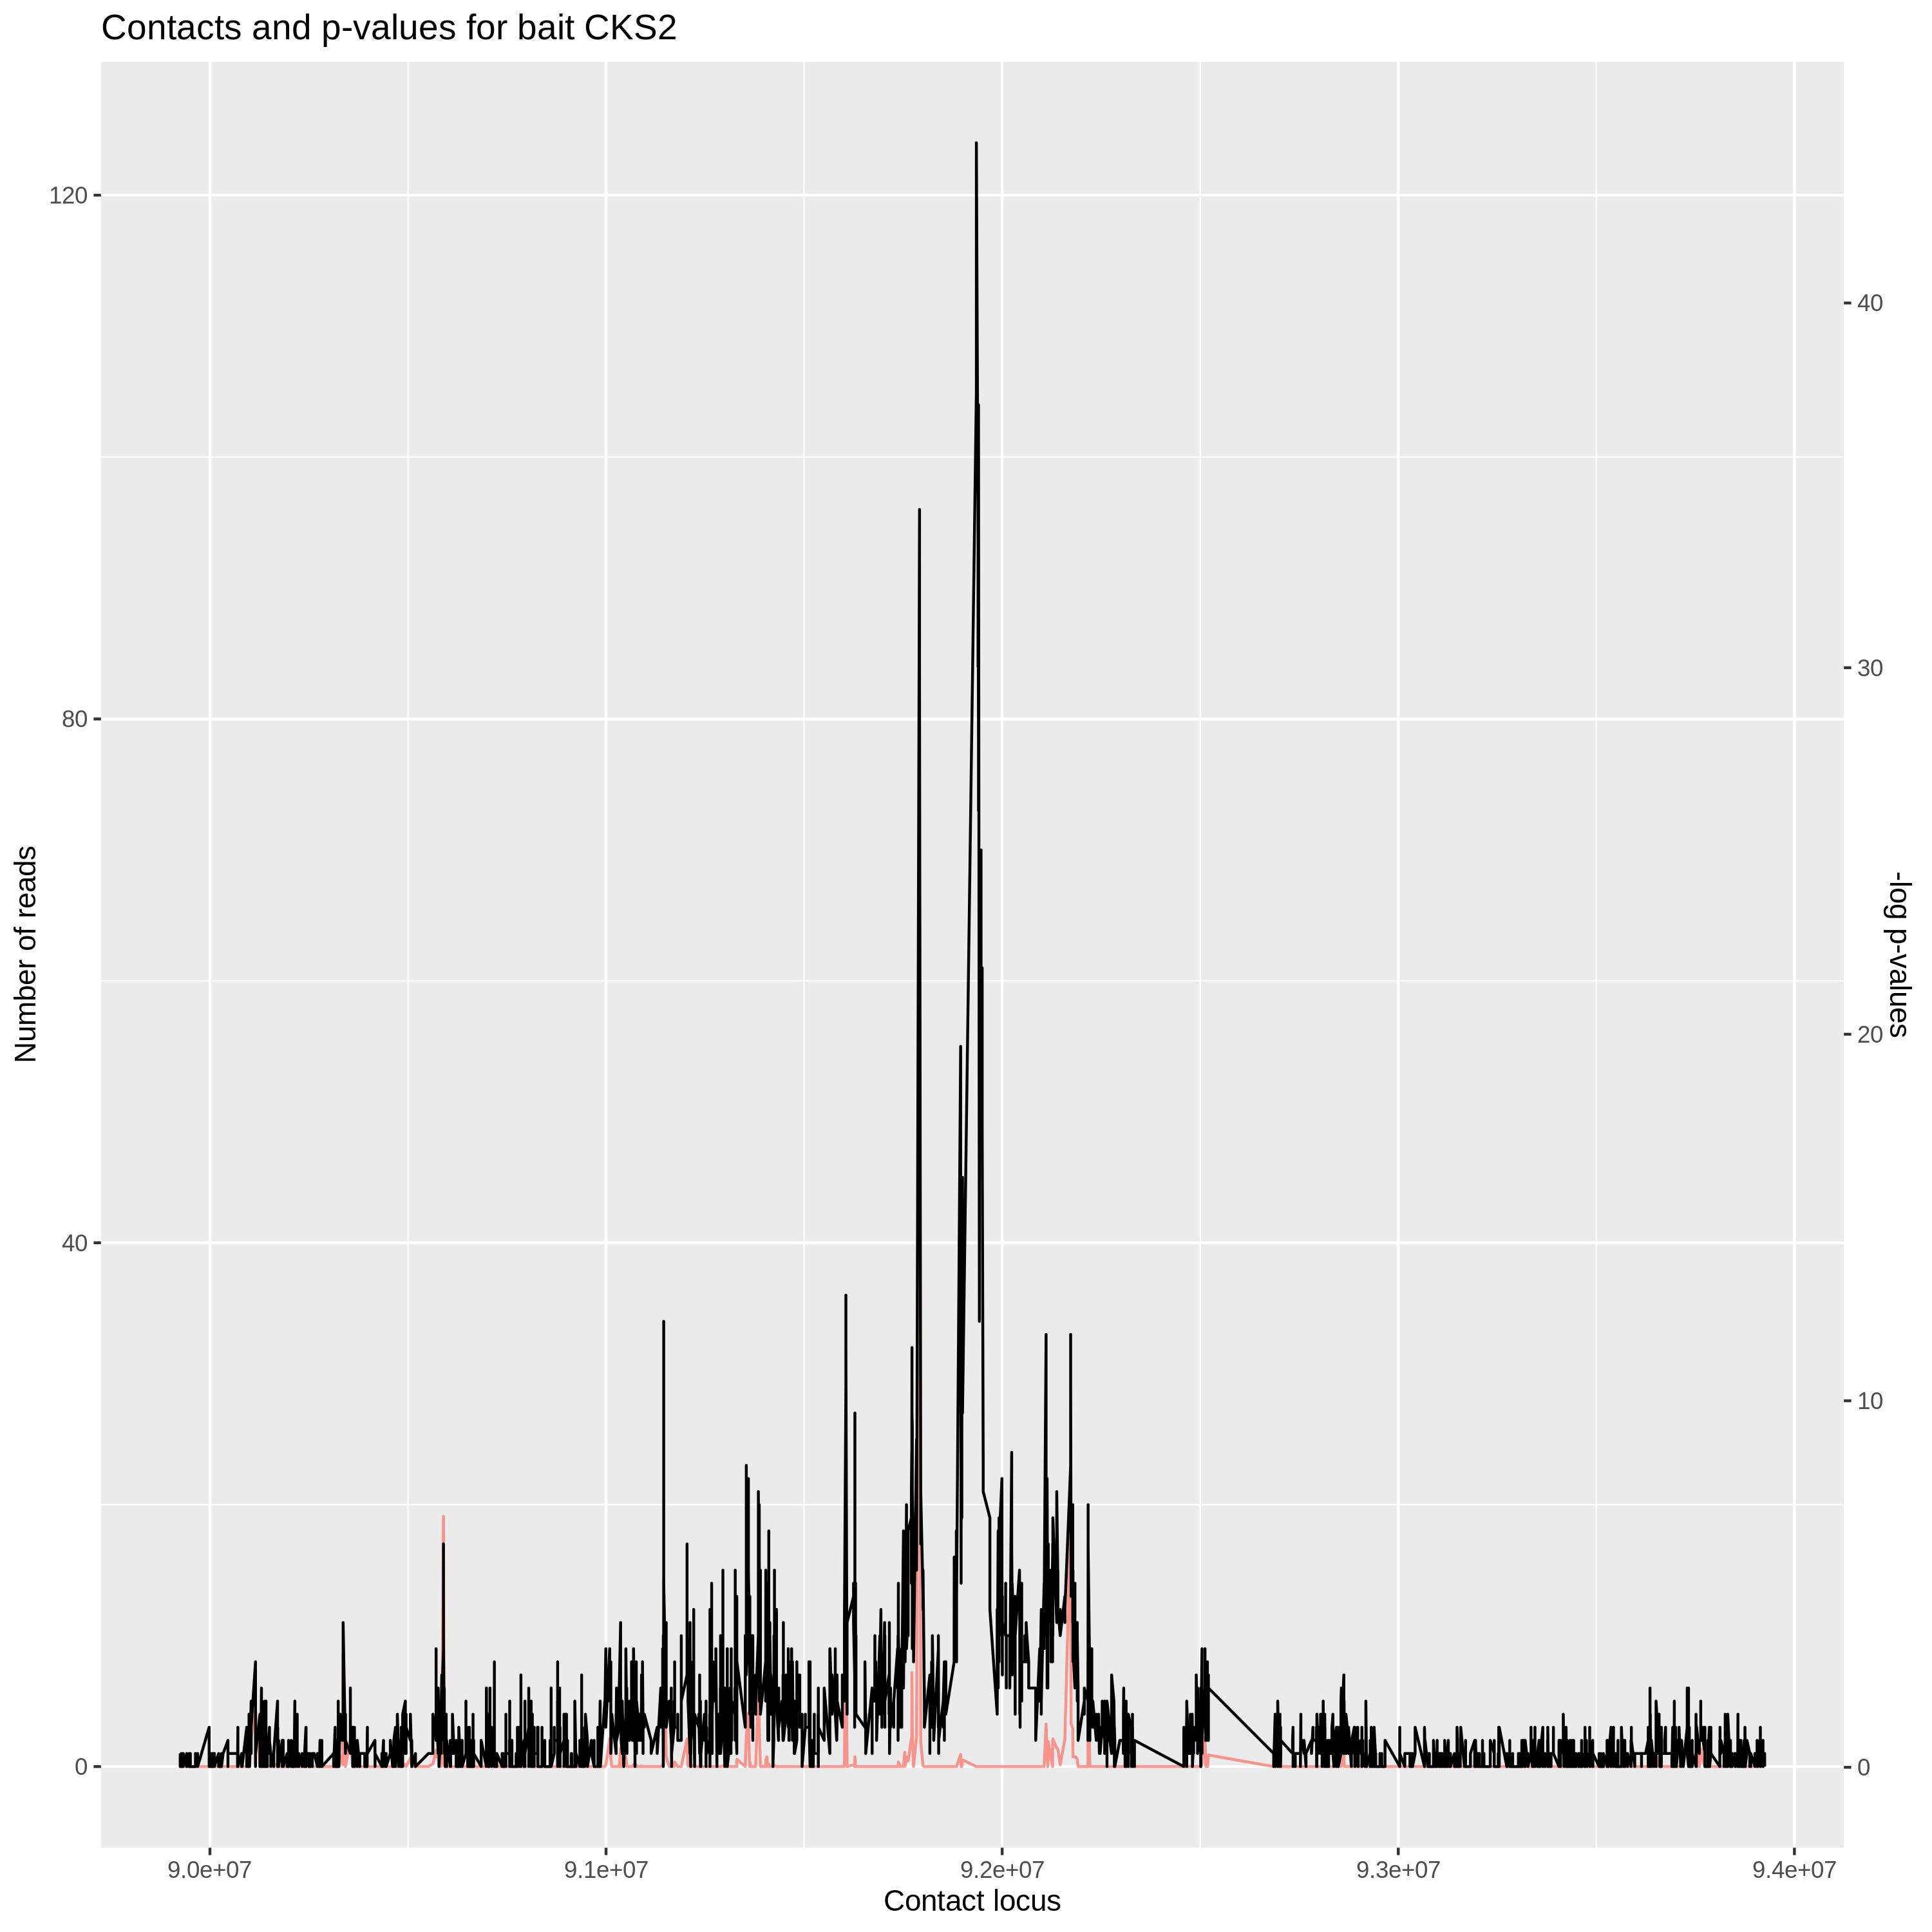 Contacts and p-values for bait CKS2
120
80
40
0
Number of reads
40
30
20
10
0
-log p-values
9.0e+07
9.1e+07
9.2e+07
9.3e+07
9.4e+07
Contact locus